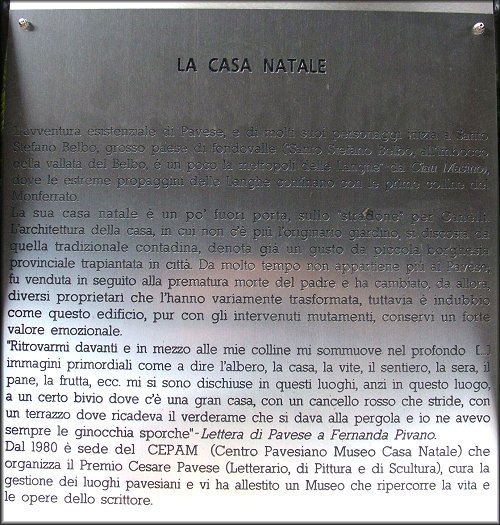 LA CASA NATALE
L'avventura esistenziale di Pavese, e di molti suoi personaggi inizia a Santo
Stefano Belbo, grosso paese di fondovalle ("Santo Stefano Belbo, all'imbocco
della vallata del Belbo, è un poco la metropoli delle Langhe" da Ciau Masino),
dove le estreme propaggini delle Langhe confinano con le prime colline del
Monferrato.
La sua casa natale è un po' fuori porta, sullo "stradone" per Canelli.
L'architettura della casa, in cui non c'è più l'originario giardino, si discosta da
quella tradizionale contadina, denota già un gusto da piccola borghesia
provinciale trapiantata in città. Da molto tempo non appartiene più ai Pavese,
fu venduta in seguito alla prematura morte del padre e ha cambiato, da allora,
diversi proprietari che l'hanno variamente trasformata, tuttavia è indubbio
come questo edificio, pur con gli intervenuti mutamenti, conservi un forte
valore emozionale.
"Ritrovarmi davanti e in mezzo alle mie colline mi sommuove nel profondo [...]
immagini primordiali come a dire l'albero, la casa, la vite, il sentiero, la sera, il
pane, la frutta, ecc. mi si sono dischiuse in questi luoghi, anzi in questo luogo,
a un certo bivio dove c'è una gran casa, con un cancello rosso che stride, con
un terrazzo dove ricadeva il verderame che si dava alla pergola e io ne avevo
sempre le ginocchia sporche"-Lettera di Pavese a Fernanda Pivano.
Dal 1980 è sede del CEPAM (Centro Pavesiano Museo Casa Natale) che
organizza il Premio Cesare Pavese (Letterario, di Pittura e di Scultura), cura la
gestione dei luoghi pavesiani e vi ha allestito un Museo che ripercorre la vita e
le opere dello scrittore.